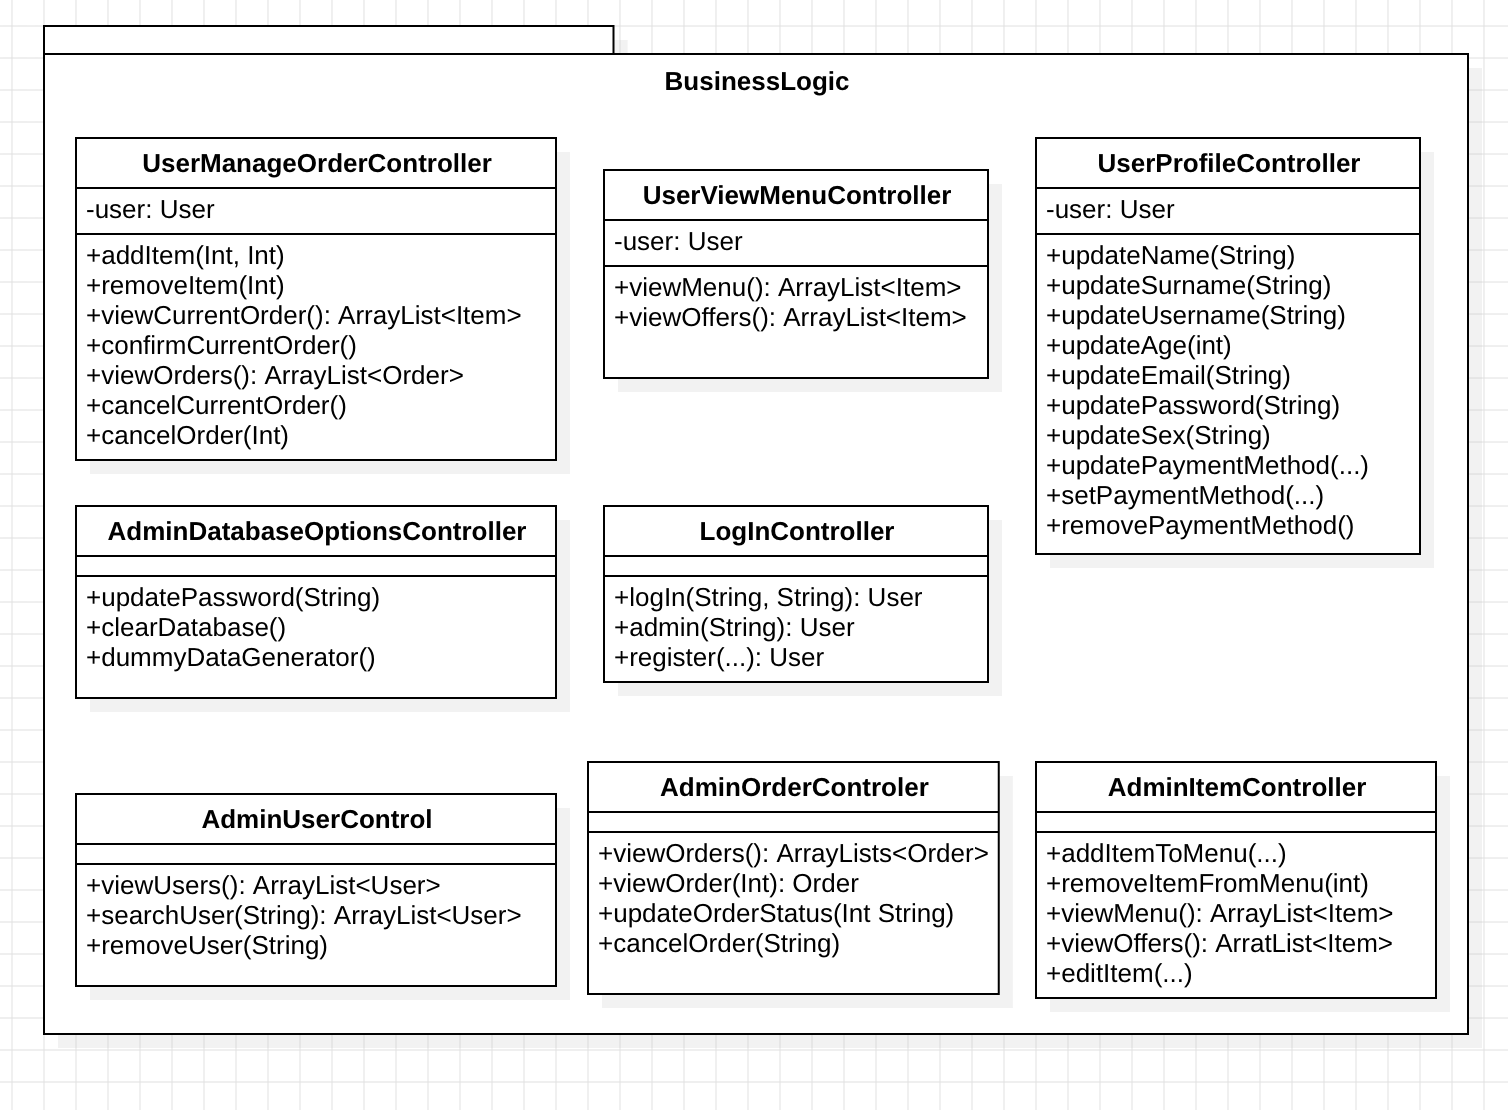 BusinessLogic
UserManageOrderController
-user: User
+addItem(Int, Int)
+removeItem(Int)
+viewCurrentOrder(): ArrayList<Item>
+confirmCurrentOrder()
+viewOrders(): ArrayList<Order>
+cancelCurrentOrder()
+cancelOrder(Int)
UserViewMenuController
-user: User
+viewMenu(): ArrayList<Item>
+viewOffers(): ArrayList<Item>
UserProfileController
-user: User
+updateName(String)
+updateSurname(String)
+updateUsername(String)
+updateAge(int)
+updateEmail(String)
+updatePassword(String)
+updateSex(String)
+updatePaymentMethod(...)
+setPaymentMethod(...)
+removePaymentMethod()
AdminDatabaseOptionsController
+updatePassword(String)
+clearDatabase()
+dummyDataGenerator()
LogInController
+logIn(String, String): User
+admin(String): User
+register(...): User
AdminUserControl
+viewUsers(): ArrayList<User>
+searchUser(String): ArrayList<User>
+removeUser(String)
AdminOrderControler
+viewOrders(): ArrayLists<Order>
+viewOrder(Int): Order
+updateOrderStatus(Int String)
+cancelOrder(String)
AdminItemController
+addItemToMenu(...)
+removeItemFromMenu(int)
+viewMenu(): ArrayList<Item>
+viewOffers(): ArratList<Item>
+editItem(...)